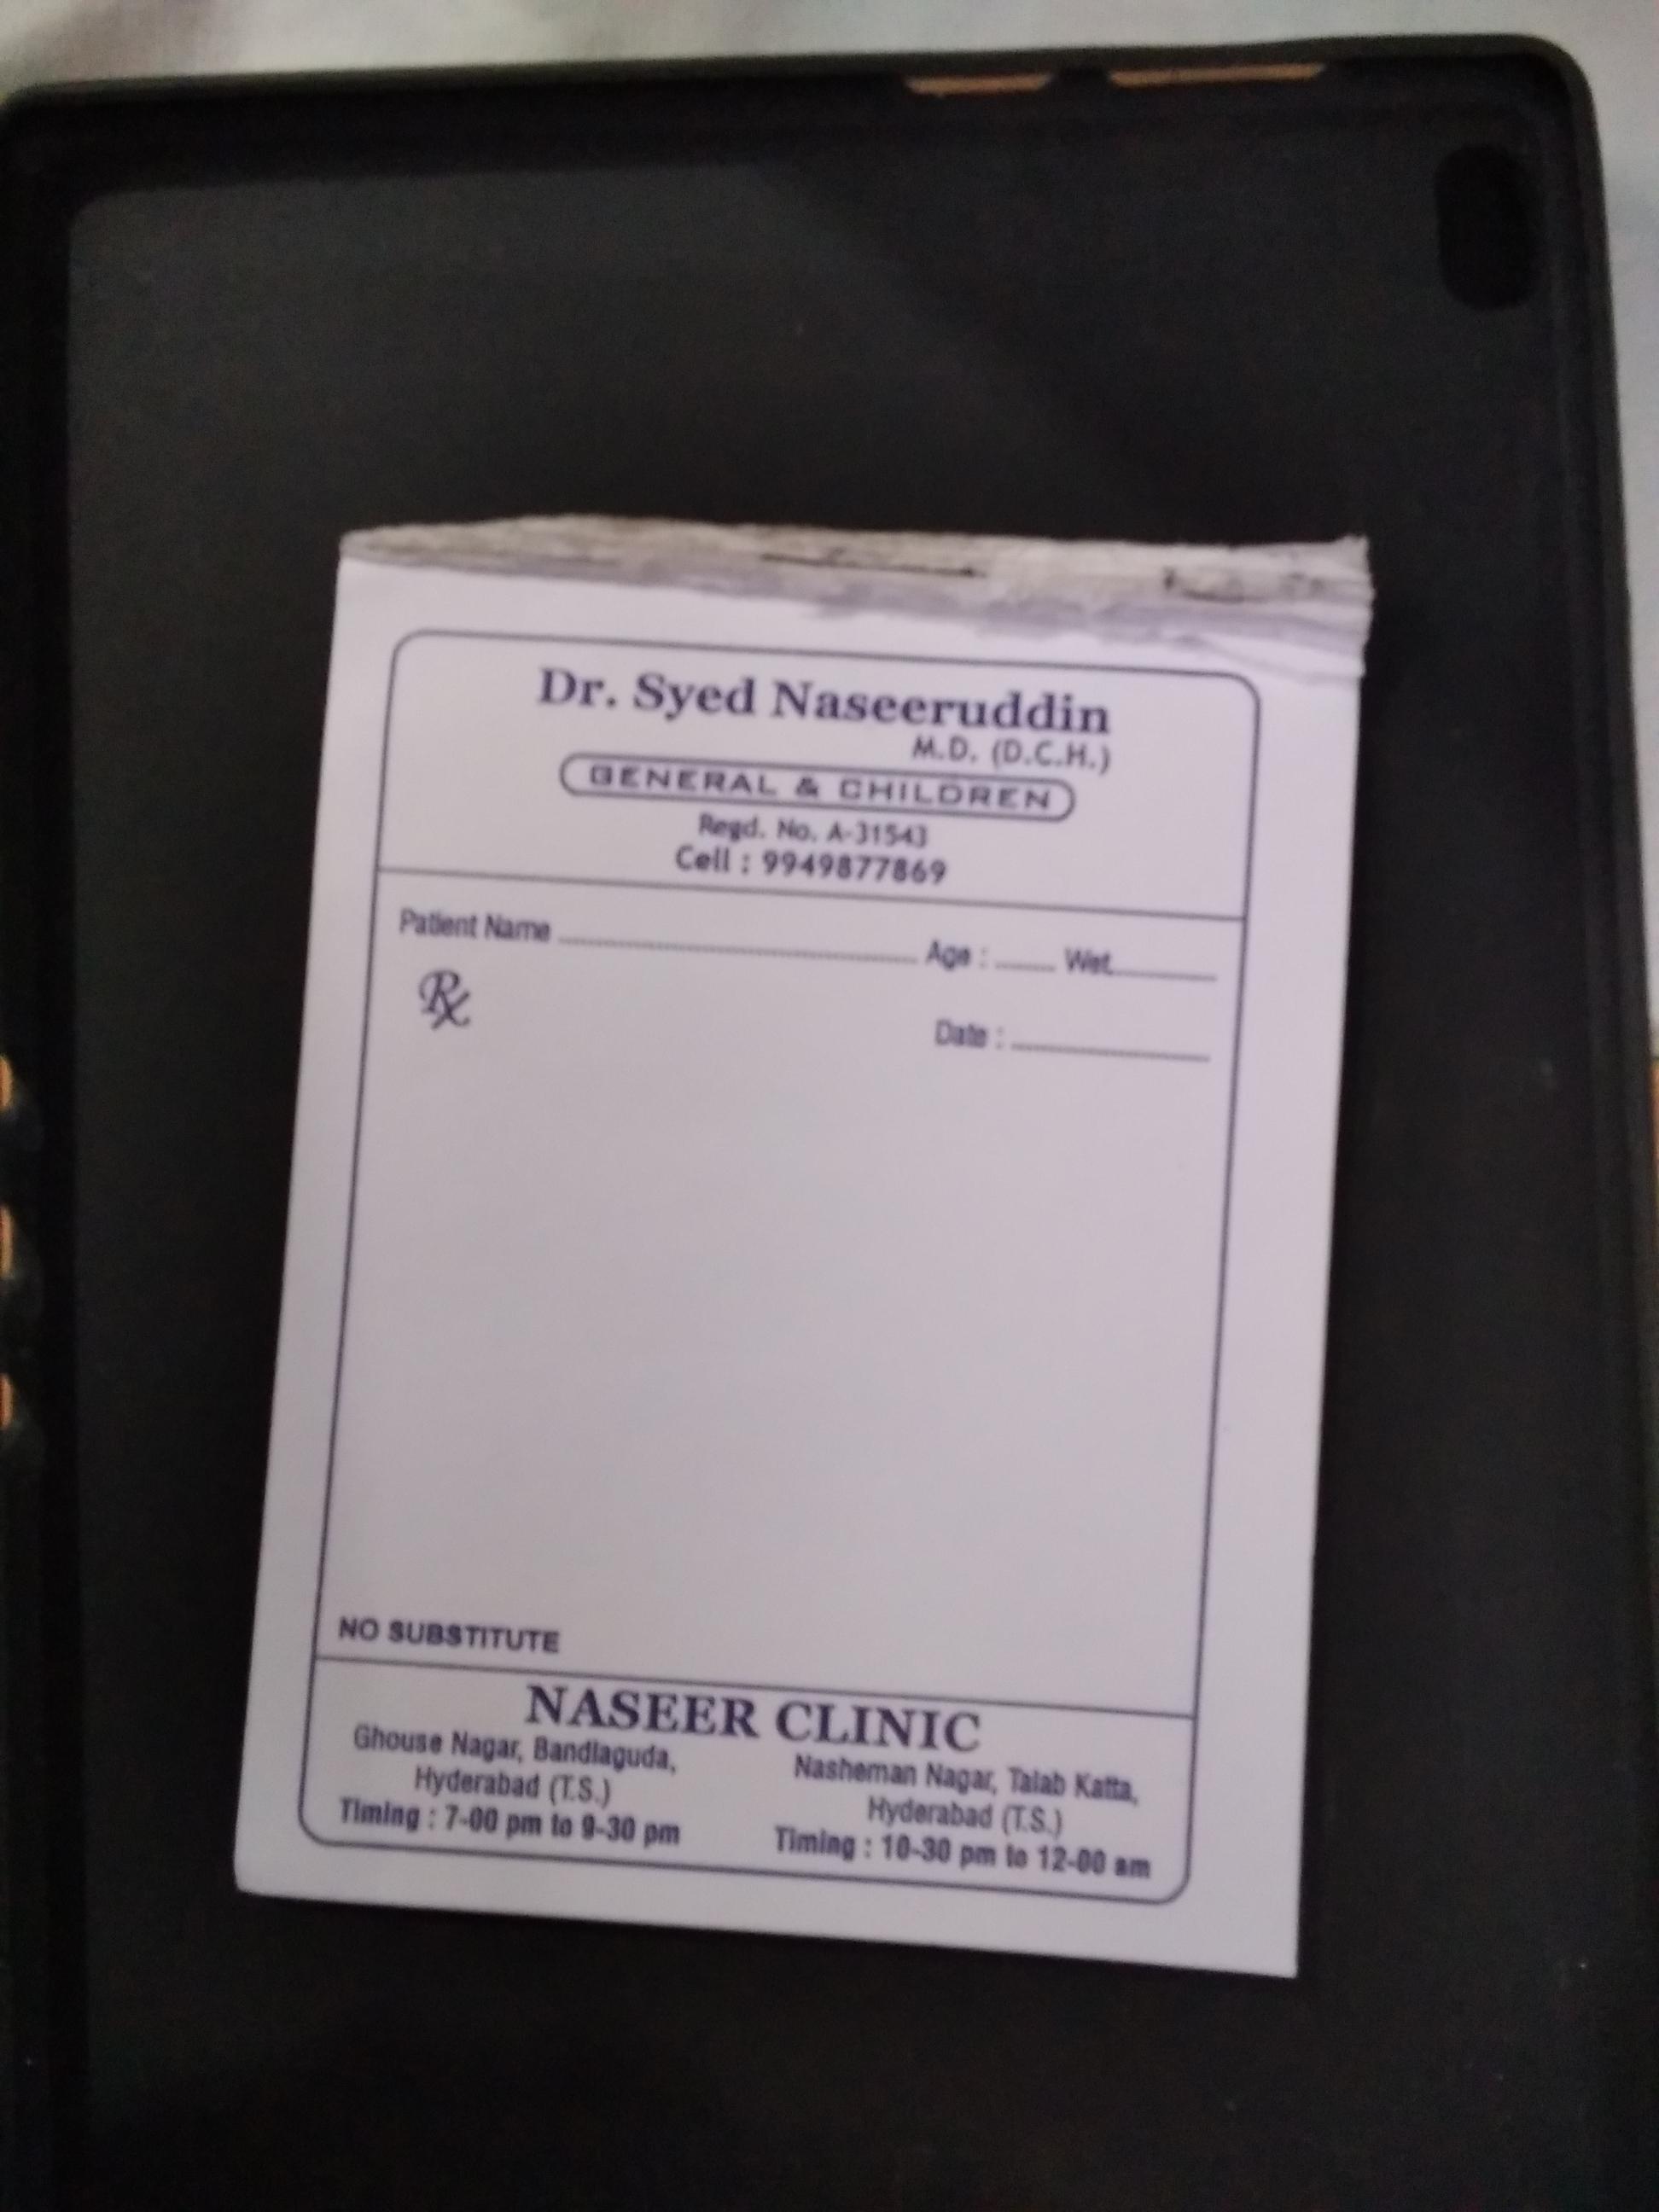 Dr. Syed Naseeruddin
M.D. (D.C.H.)
GENERAL & CHILDREN
Regd. No. A-31543
Cell : 9949877869
Patient Name ........................ Age : ........ Wet...........
Rx
Date : ........................
NO SUBSTITUTE
NASEER CLINIC
Ghouse Nagar, Bandlaguda,
Hyderabad (T.S.)
Timing : 7-00 pm to 9-30 pm
Nasheman Nagar, Talab Katta,
Hyderabad (T.S.)
Timing : 10-30 pm to 12-00 am